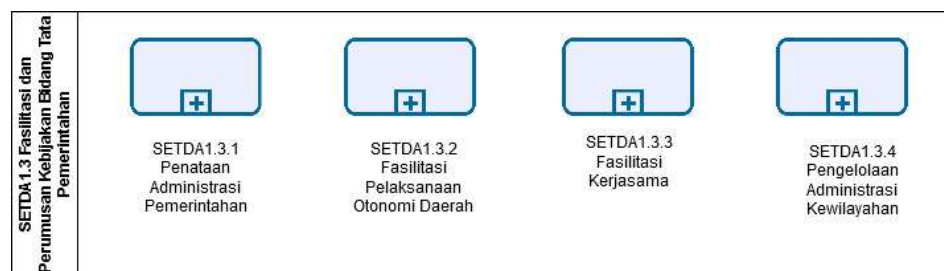 SETDA1.3 Fasilitasi dan
Perumusan Kebijakan Bidang Tata
Pemerintahan
SETDA1.3.1
Penataan
Administrasi
Pemerintahan
SETDA1.3.2
Fasilitasi
Pelaksanaan
Otonomi Daerah
SETDA1.3.3
Fasilitasi
Kerjasama
SETDA1.3.4
Pengelolaan
Administrasi
Kewilayahan